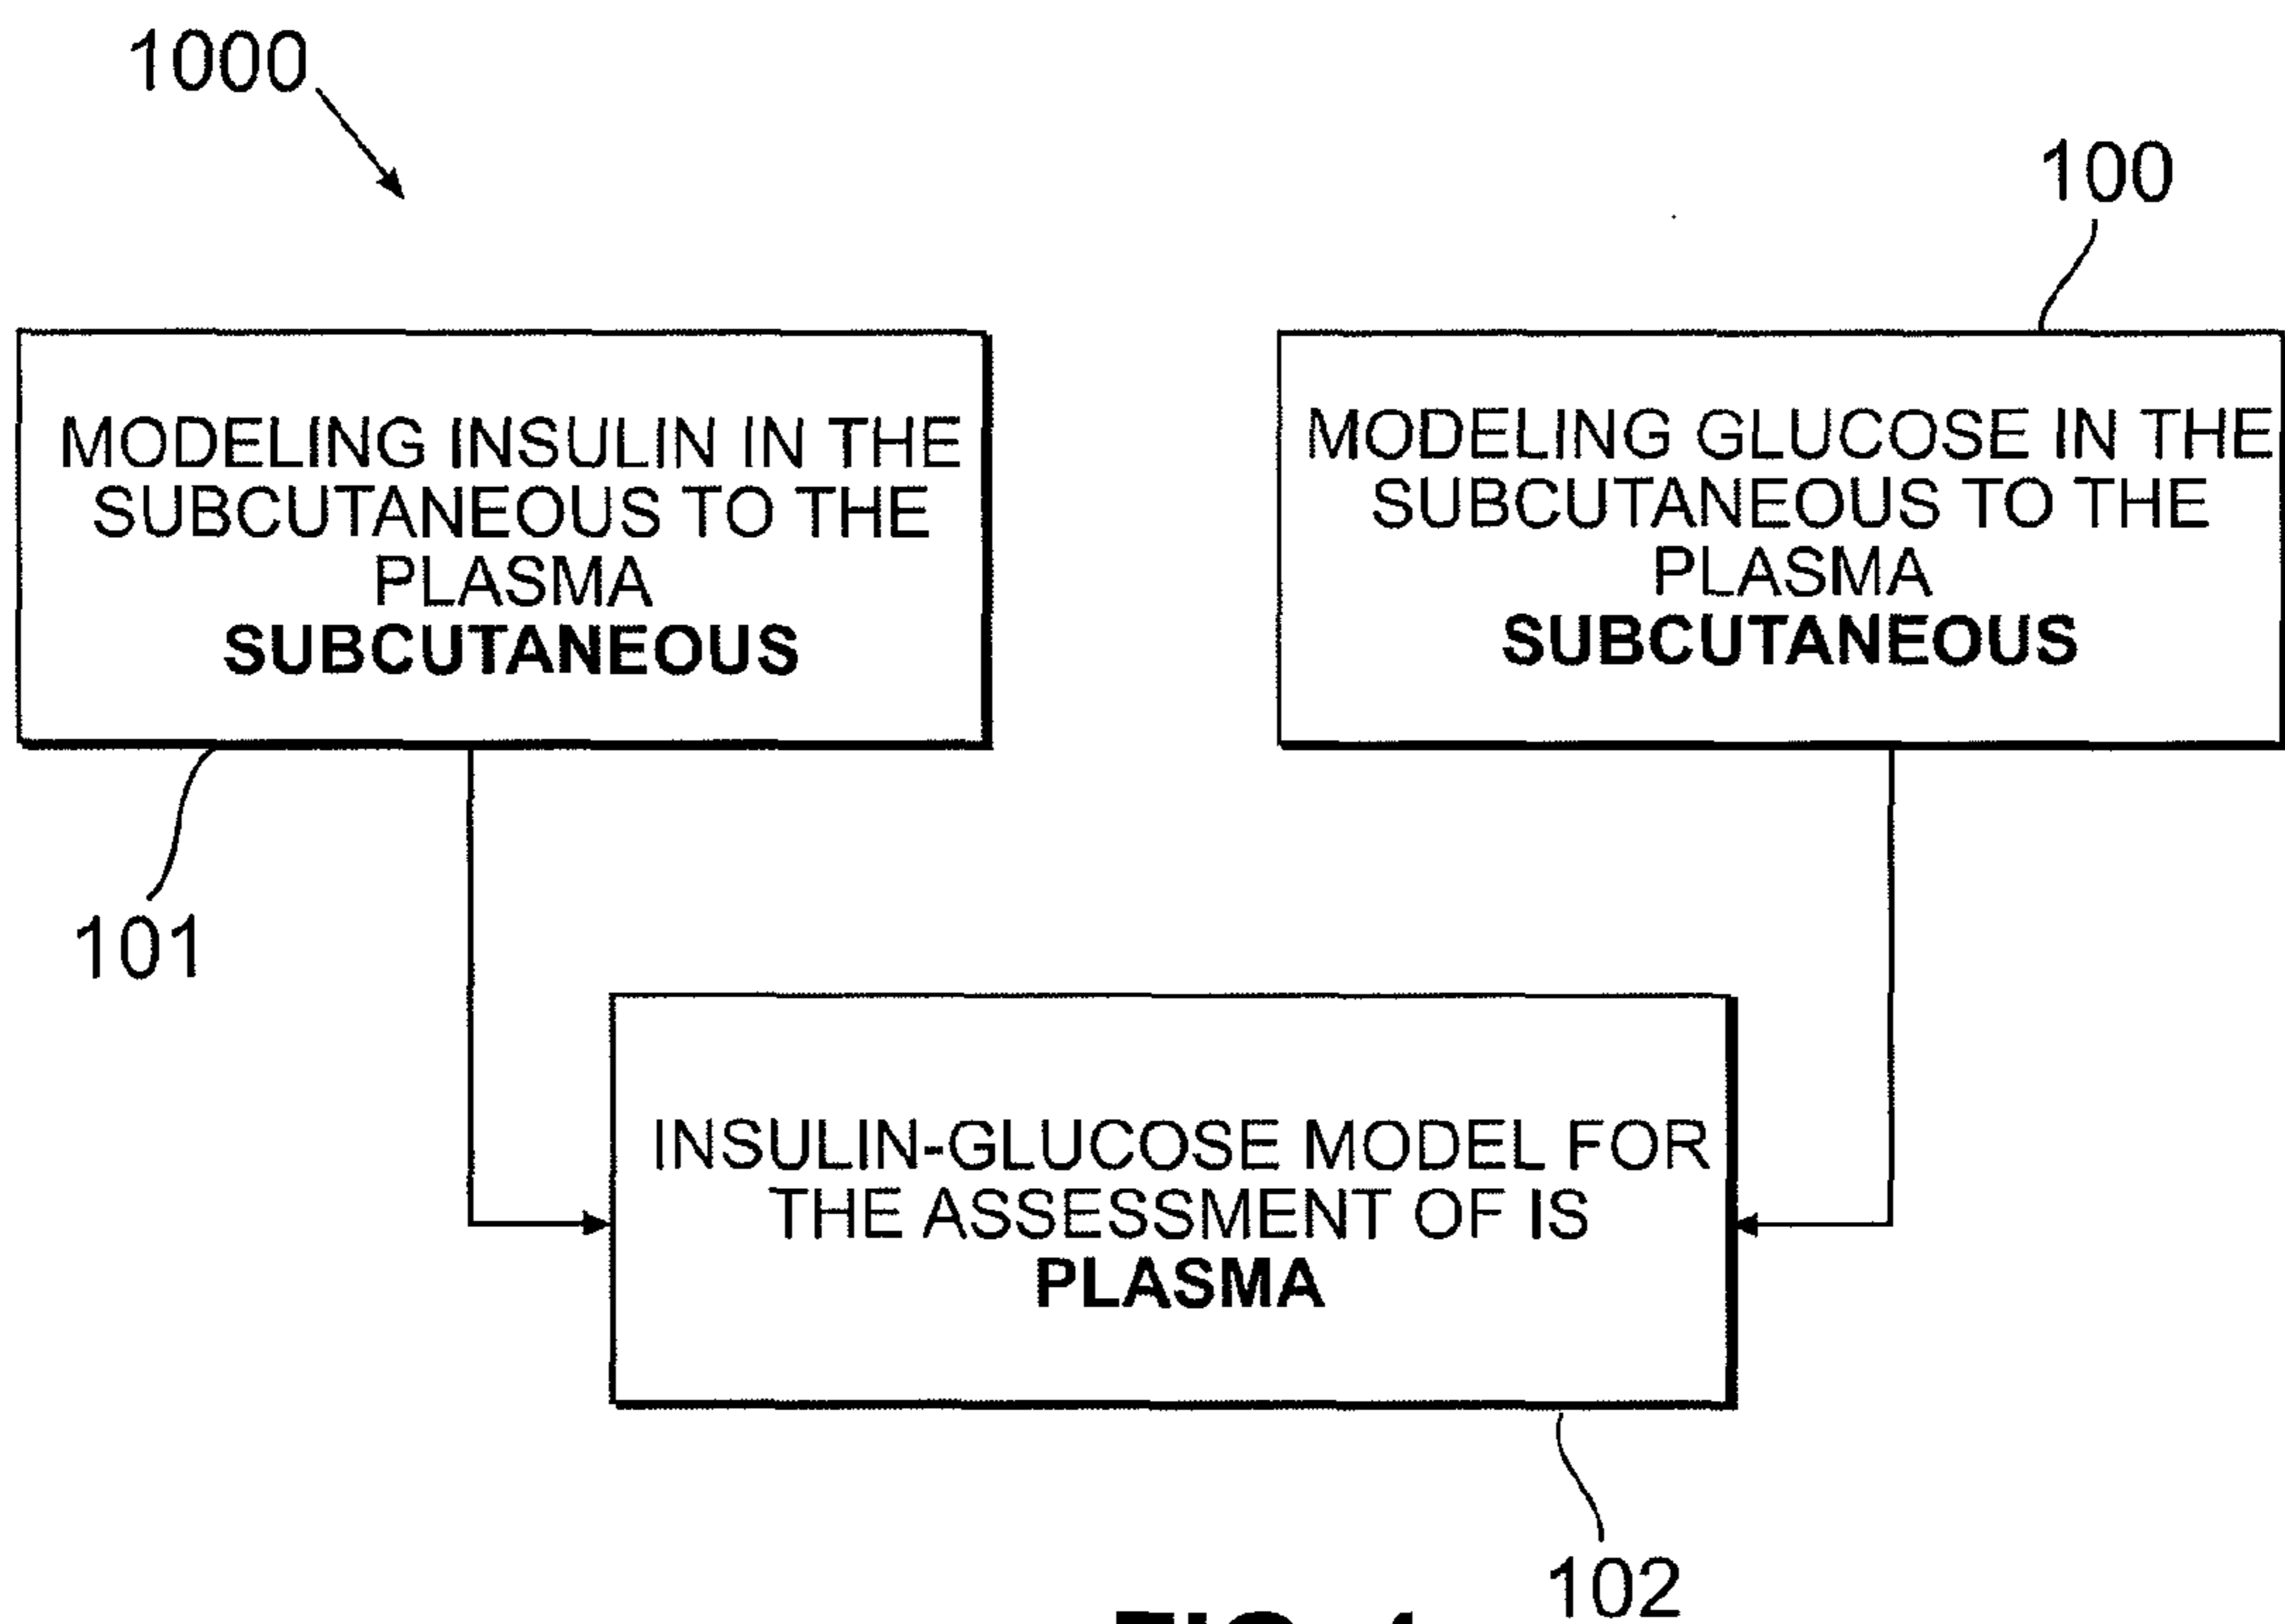 1000
100
MODELING INSULIN IN THE
SUBCUTANEOUS TO THE
PLASMA
SUBCUTANEOUS
MODELING GLUCOSE IN THE
SUBCUTANEOUS TO THE
PLASMA
SUBCUTANEOUS
101
INSULIN-GLUCOSE MODEL FOR
THE ASSESSMENT OF IS
PLASMA
102